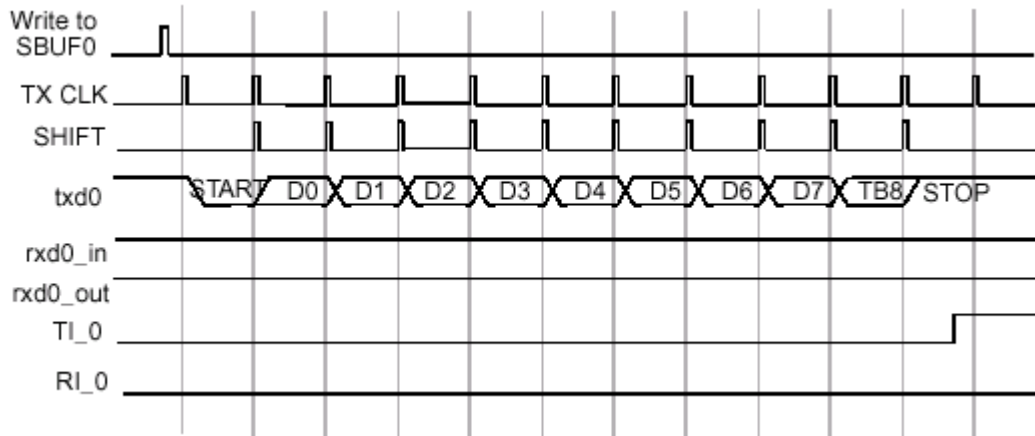 Write to
SBUF0
TX CLK
SHIFT
txd0
START D0 D1 D2 D3 D4 D5 D6 D7 TB8 STOP
rxd0_in
rxd0_out
TI_0
RI_0